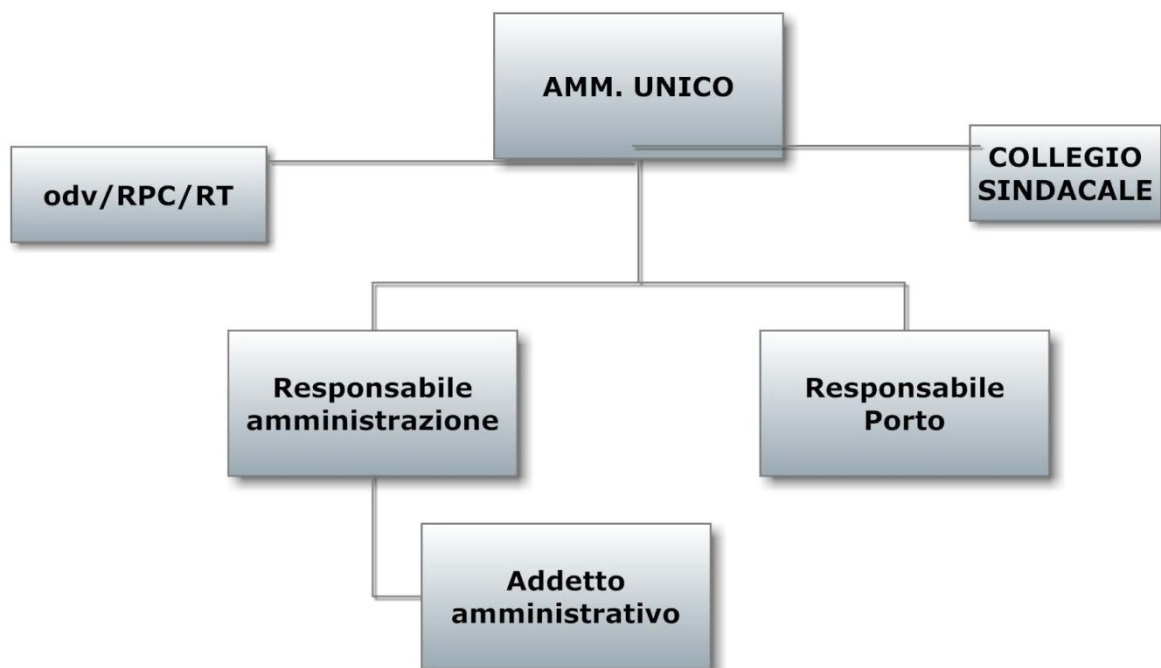 AMM. UNICO
odv/RPC/RT
COLLEGIO
SINDACALE
Responsabile
amministrazione
Responsabile
Porto
Addetto
amministrativo